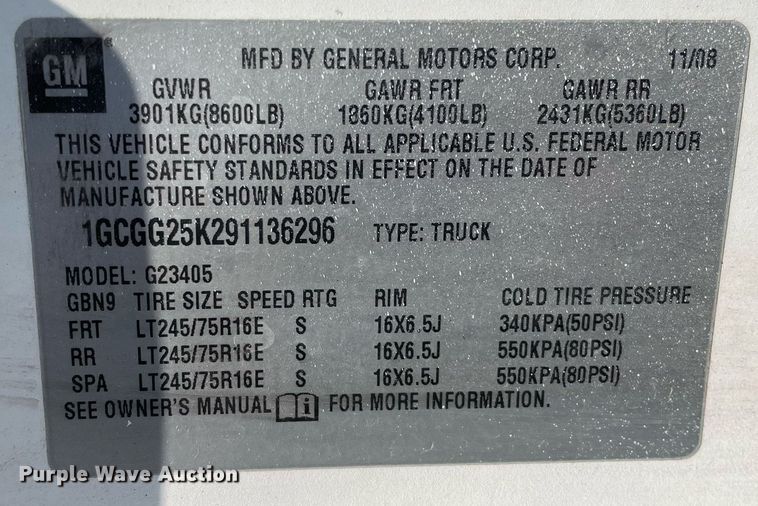 GM
MFD BY GENERAL MOTORS CORP. 11/08
GVWR GAWR FRT GAWR RR
3901KG(8600LB) 1860KG(4100LB) 2431KG(5360LB)
THIS VEHICLE CONFORMS TO ALL APPLICABLE U.S. FEDERAL MOTOR
VEHICLE SAFETY STANDARDS IN EFFECT ON THE DATE OF
MANUFACTURE SHOWN ABOVE.
1GCGG25K291136296 TYPE: TRUCK
MODEL: G23405
GBN9 TIRE SIZE SPEED RTG RIM COLD TIRE PRESSURE
FRT LT245/75R16E S 16X6.5J 340KPA(50PSI)
RR LT245/75R16E S 16X6.5J 550KPA(80PSI)
SPA LT245/75R16E S 16X6.5J 550KPA(80PSI)
SEE OWNER'S MANUAL FOR MORE INFORMATION.
Purple Wave Auction